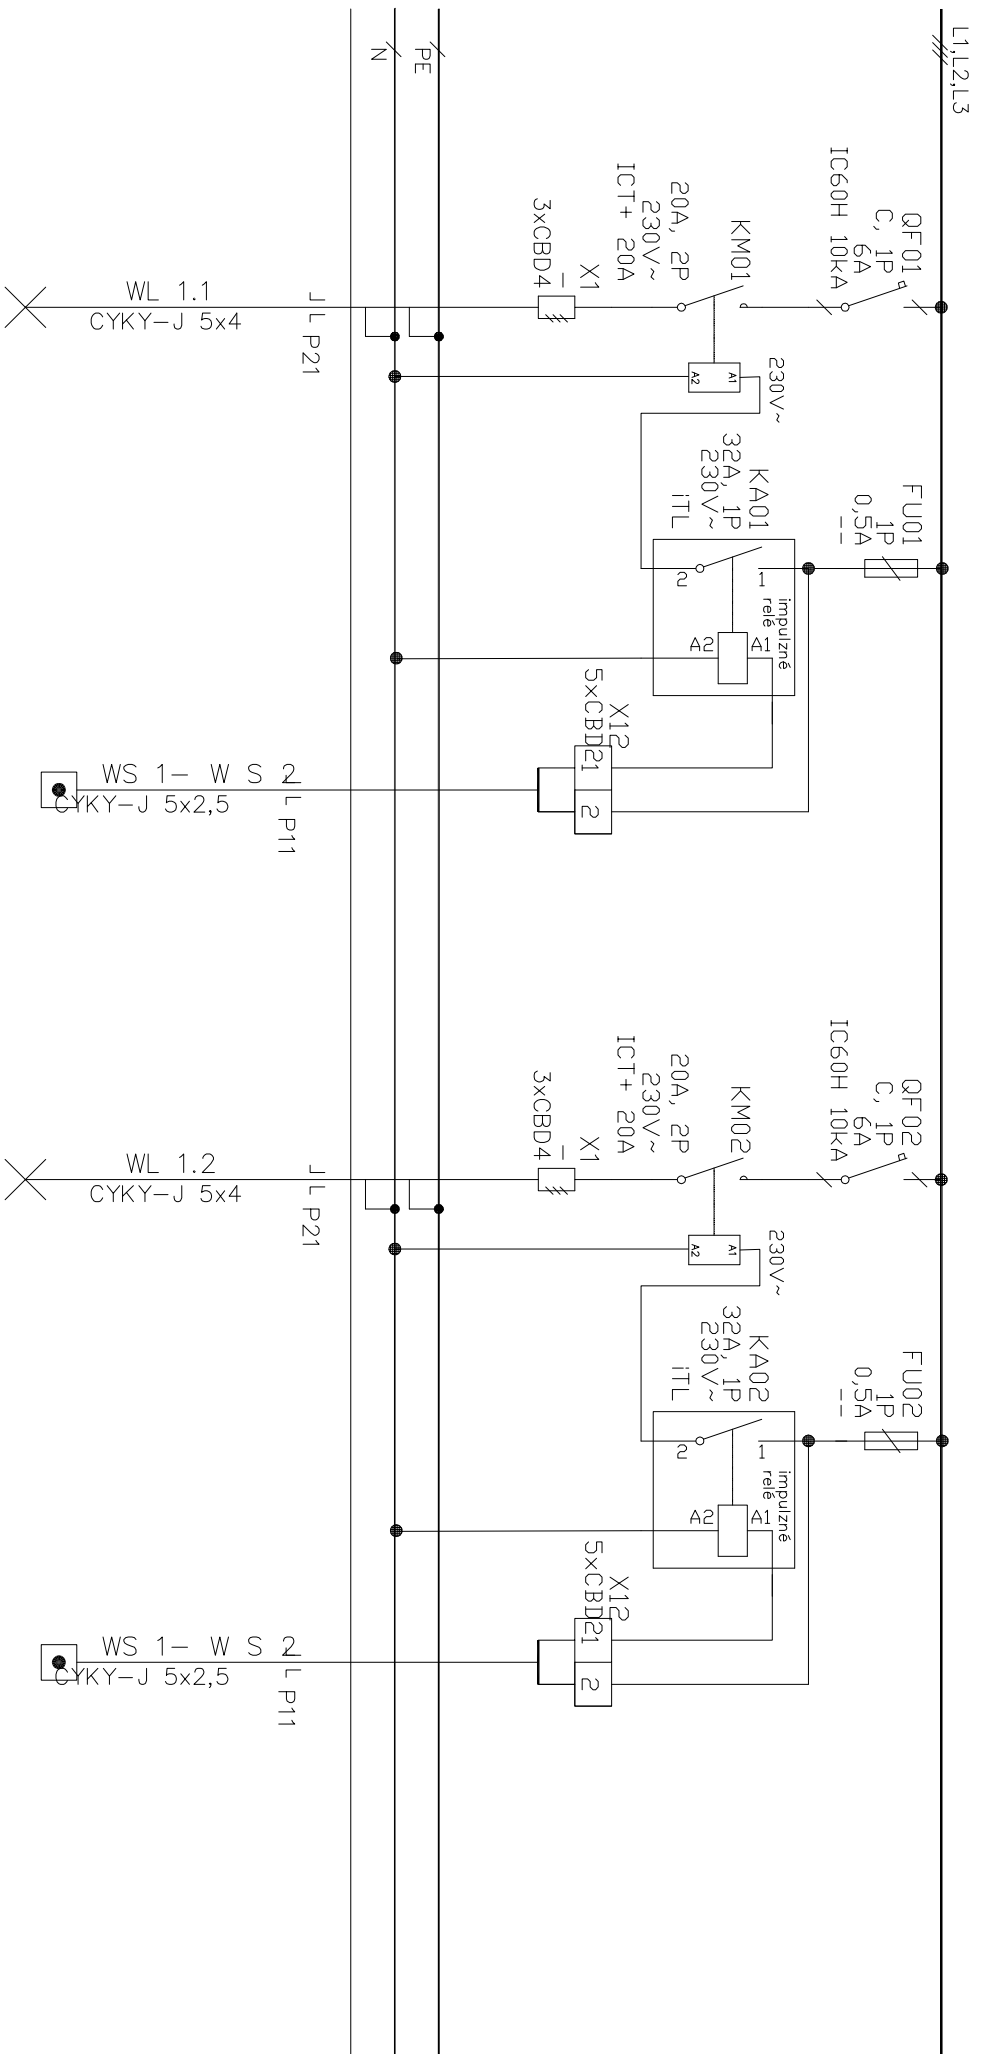 L1,L2,L3
PE
N
QF01
C, 1P
6A
IC60H 10kA
KM01
20A, 2P
230V~
ICT+ 20A
X1
-
3xCBD4
230V~
A1
A2
P21
WL 1.1
CYKY-J 5x4
FU01
1P
0,5A
--
KA01
32A, 1P
230V~
iTL
1
2
impulzné
relé
A1
A2
X12
5xCBD2
1
2
P11
WS 1- W S 2
CYKY-J 5x2,5
QF02
C, 1P
6A
IC60H 10kA
KM02
20A, 2P
230V~
ICT+ 20A
X1
-
3xCBD4
230V~
A1
A2
P21
WL 1.2
CYKY-J 5x4
FU02
1P
0,5A
--
KA02
32A, 1P
230V~
iTL
1
2
impulzné
relé
A1
A2
X12
5xCBD2
1
2
P11
WS 1- W S 2
CYKY-J 5x2,5